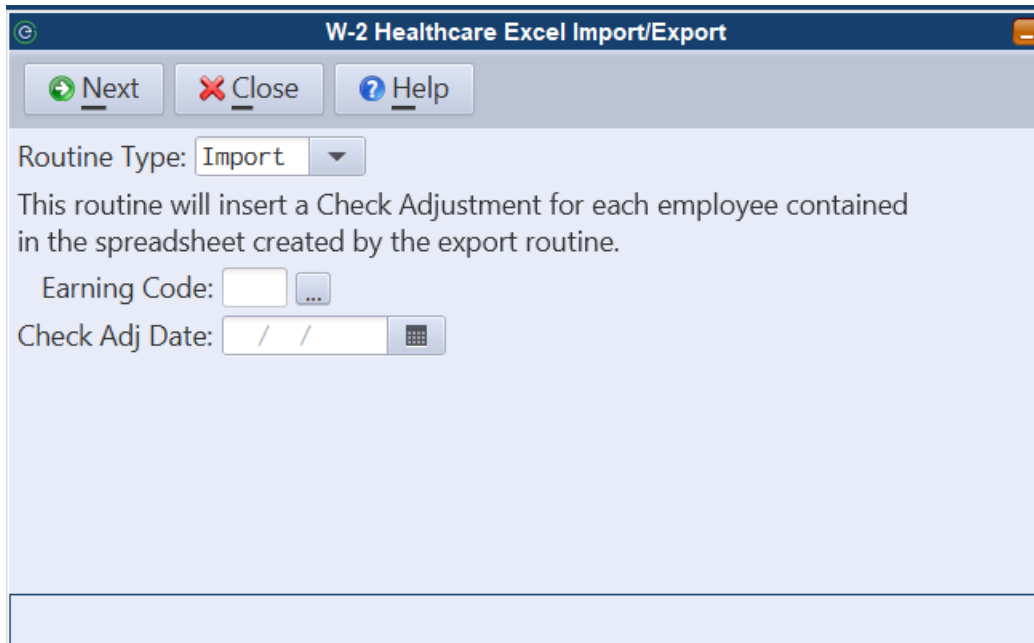 W-2 Healthcare Excel Import/Export
Next Close Help
Routine Type: Import
This routine will insert a Check Adjustment for each employee contained
in the spreadsheet created by the export routine.
Earning Code: ...
Check Adj Date: / /